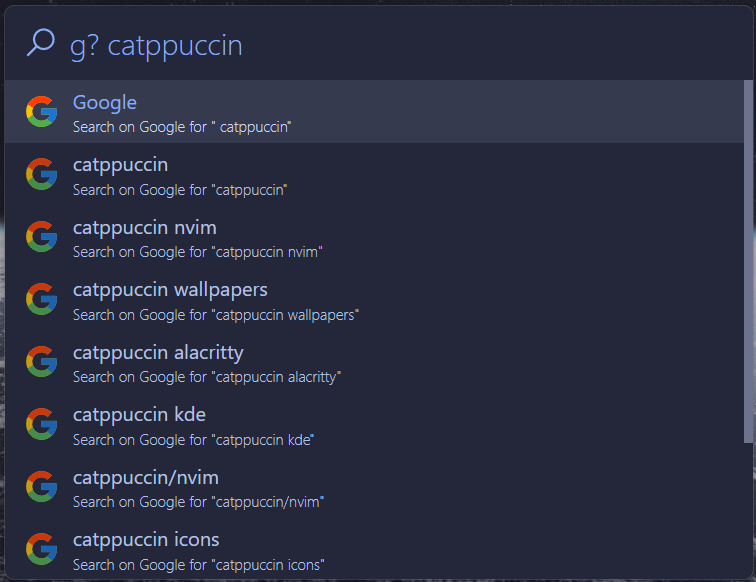 g? catppuccin
Google
Search on Google for " catppuccin"
catppuccin
Search on Google for "catppuccin"
catppuccin nvim
Search on Google for "catppuccin nvim"
catppuccin wallpapers
Search on Google for "catppuccin wallpapers"
catppuccin alacritty
Search on Google for "catppuccin alacritty"
catppuccin kde
Search on Google for "catppuccin kde"
catppuccin/nvim
Search on Google for "catppuccin/nvim"
catppuccin icons
Search on Google for "catppuccin icons"